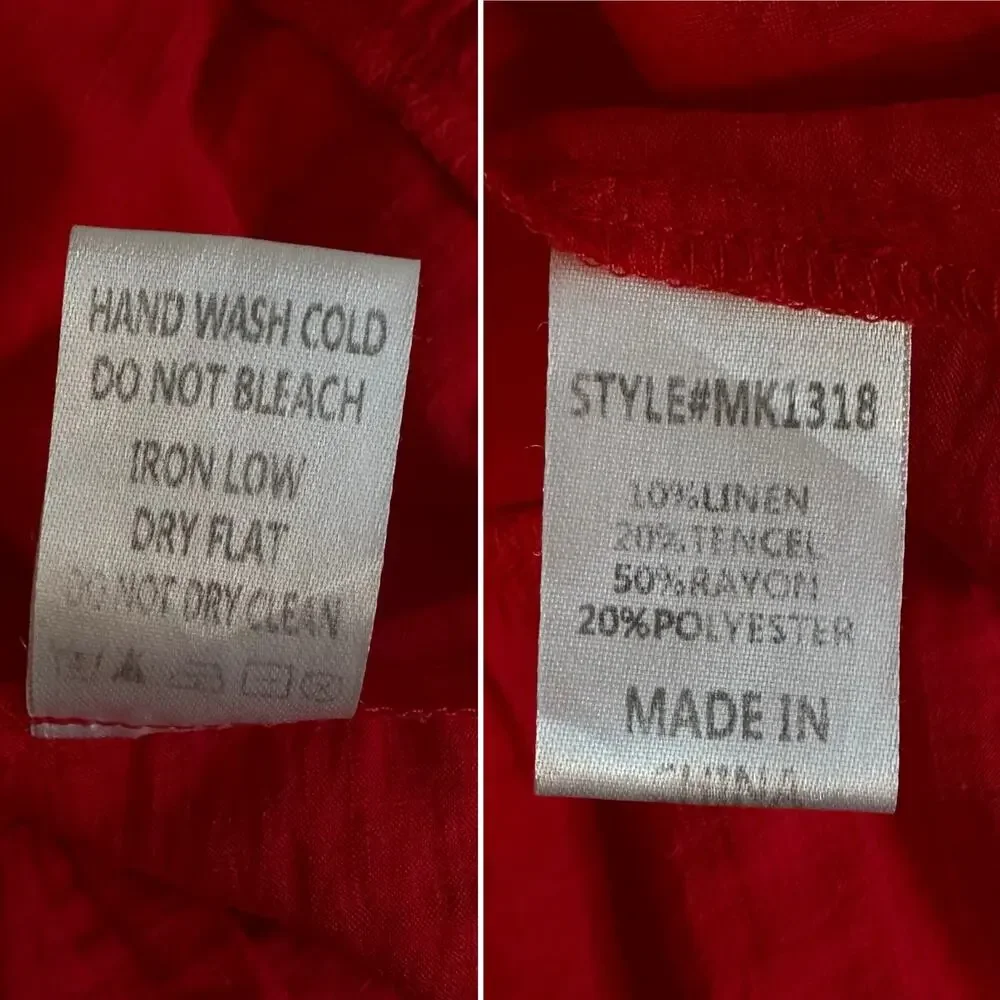 HAND WASH COLD
DO NOT BLEACH
IRON LOW
DRY FLAT
DO NOT DRY CLEAN
STYLE#MK1318
10%LINEN
20%TENCEL
50%RAYON
20%POLYESTER
MADE IN
CHINA